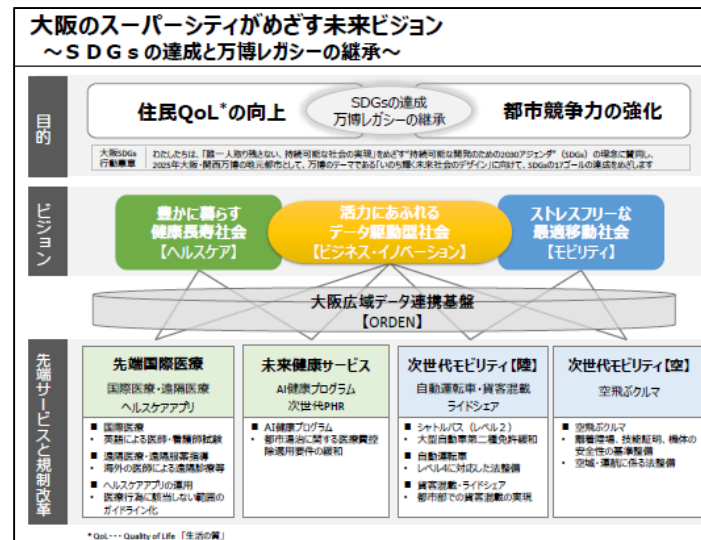 大阪のスーパーシティがめざす未来ビジョン
～ＳＤＧｓの達成と万博レガシーの継承～
目的
住民QoL*の向上
SDGsの達成
万博レガシーの継承
都市競争力の強化
大阪SDGs
行動憲章
わたしたちは、「誰一人取り残さない、持続可能な社会の実現」をめざす"持続可能な開発のための2030アジェンダ"（SDGs）の理念に賛同し、
2025年大阪・関西万博の地元都市として、万博のテーマである「いのち輝く未来社会のデザイン」に向けて、SDGsの17ゴールの達成をめざします
ビジョン
豊かに暮らす
健康長寿社会
【ヘルスケア】
活力にあふれる
データ駆動型社会
【ビジネス・イノベーション】
ストレスフリーな
最適移動社会
【モビリティ】
大阪広域データ連携基盤
【ORDEN】
先端サービスと規制改革
先端国際医療
国際医療・遠隔医療
ヘルスケアアプリ
■ 国際医療
• 英語による医師・看護師試験
■ 遠隔医療・遠隔服薬指導
• 海外の医師による遠隔診療等
■ ヘルスケアアプリの運用
• 医療行為に該当しない範囲の
ガイドライン化
未来健康サービス
AI健康プログラム
次世代PHR
■ AI健康プログラム
• 都市湯治に関する医療費控
除適用要件の緩和
次世代モビリティ【陸】
自動運転車・貨客混載
ライドシェア
■ シャトルバス（レベル２）
• 大型自動車第二種免許緩和
■ 自動運転車
• レベル4に対応した法整備
■ 貨客混載・ライドシェア
• 都市部での貨客混載の実現
次世代モビリティ【空】
空飛ぶクルマ
■ 空飛ぶクルマ
• 離着陸場、技能証明、機体の
安全性の基準整備
• 空域・運航に係る法整備
* QoL･･･Quality of Life 「生活の質」